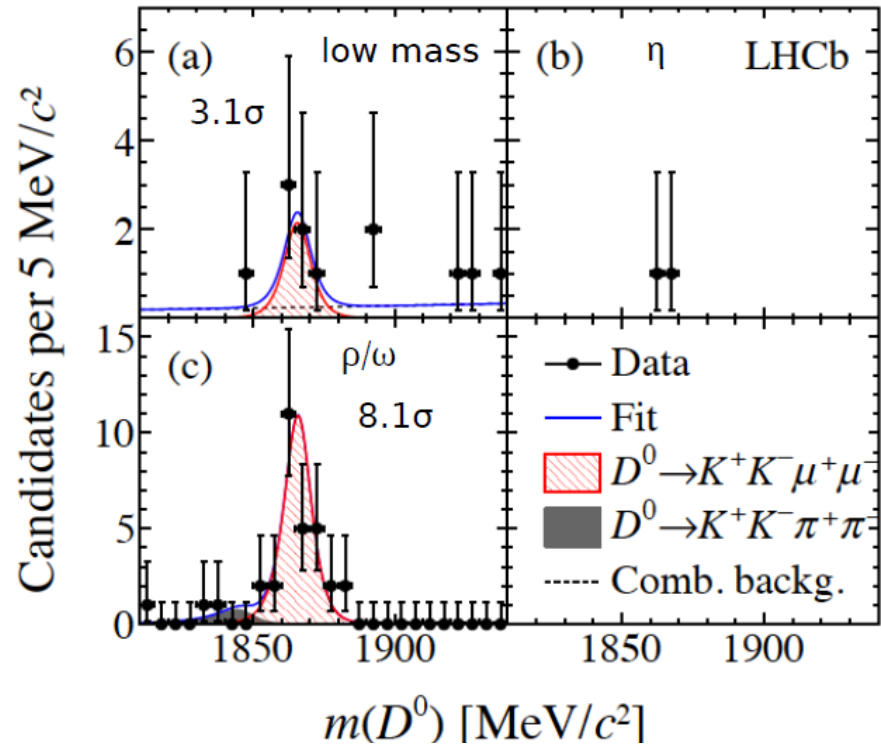 Candidates per 5 MeV/c²
6
4
2
(a)
low mass
3.1σ
(b)
η
LHCb
15
10
5
0
(c)
ρ/ω
8.1σ
Data
Fit
D⁰→K⁺K⁻μ⁺μ⁻
D⁰→K⁺K⁻π⁺π⁻
Comb. backg.
1850 1900 1850 1900
m(D⁰) [MeV/c²]